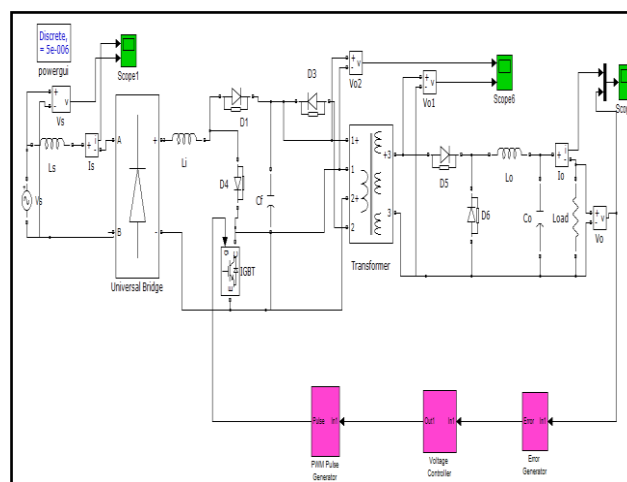 Discrete,
= 5e-006
powergui
Scope1
Vs
Ls
Is
Vs
A
B
+
-
Universal Bridge
Li
D1
D3
D4
Cf
IGBT
Vo2
Scope6
Vo1
1+
1
2+
2
+3
3
Transformer
D5
D6
Lo
Co
Io
Load
Vo
Pulse In1
PWM Pulse
Generator
Out1 In1
Voltage
Controller
Error In1
Error
Generator